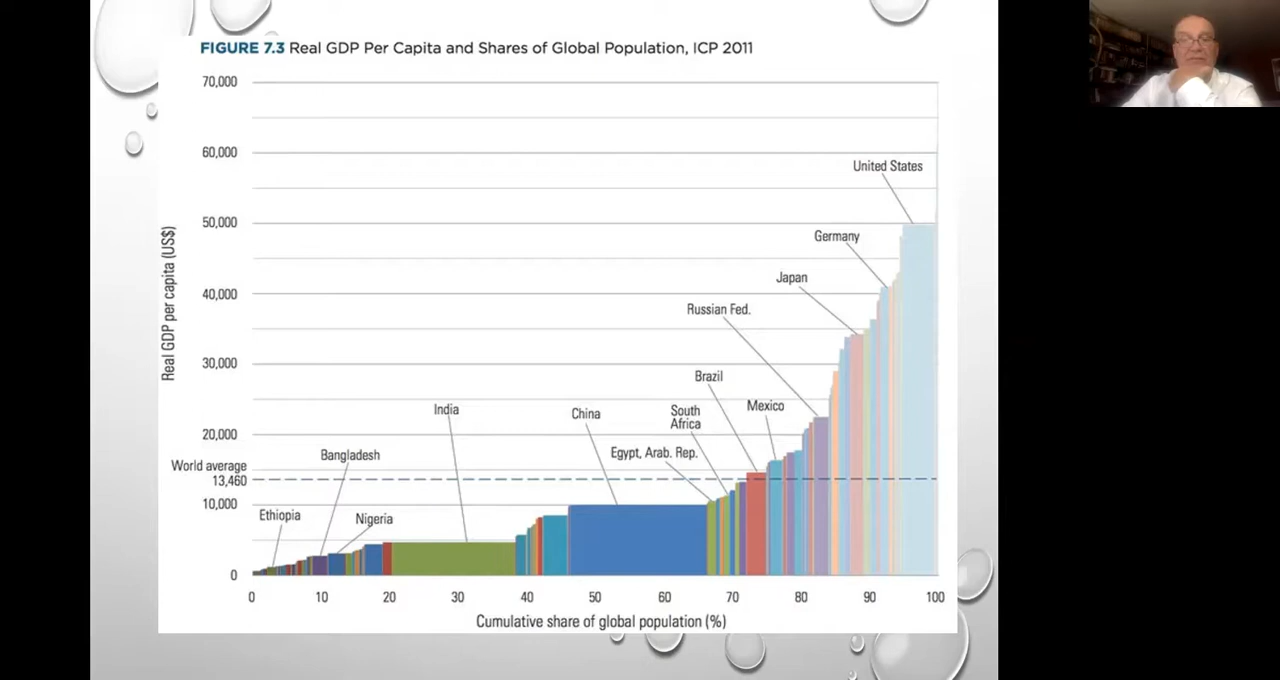 FIGURE 7.3 Real GDP Per Capita and Shares of Global Population, ICP 2011
Real GDP per capita (US$)
70,000
60,000
50,000
40,000
30,000
20,000
World average
13,460
10,000
0
United States
Germany
Japan
Russian Fed.
Brazil
Mexico
India
China
South
Africa
Egypt, Arab. Rep.
Bangladesh
Ethiopia
Nigeria
0 10 20 30 40 50 60 70 80 90 100
Cumulative share of global population (%)